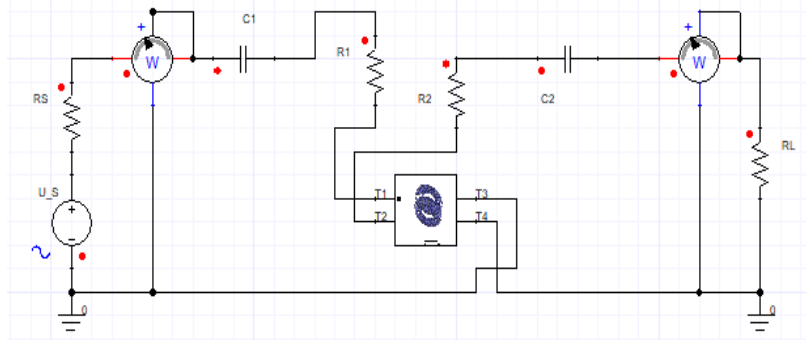 C1
+
W
R1
RS
R2
C2
+
W
RL
U_S
+
T1
T2
T3
T4
0
0